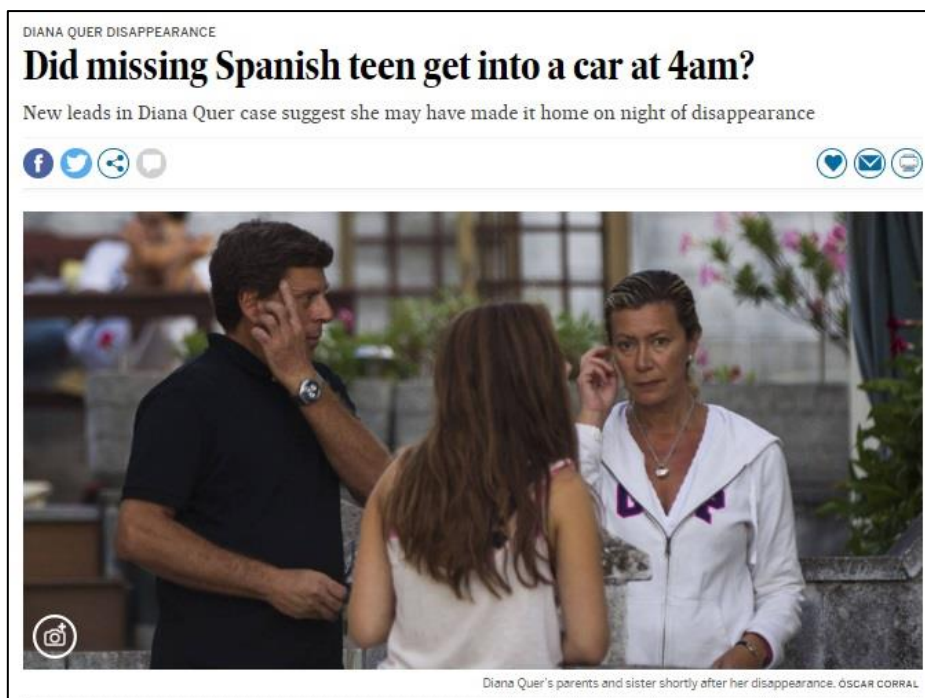 DIANA QUER DISAPPEARANCE
Did missing Spanish teen get into a car at 4am?
New leads in Diana Quer case suggest she may have made it home on night of disappearance
Diana Quer's parents and sister shortly after her disappearance. ÓSCAR CORRAL